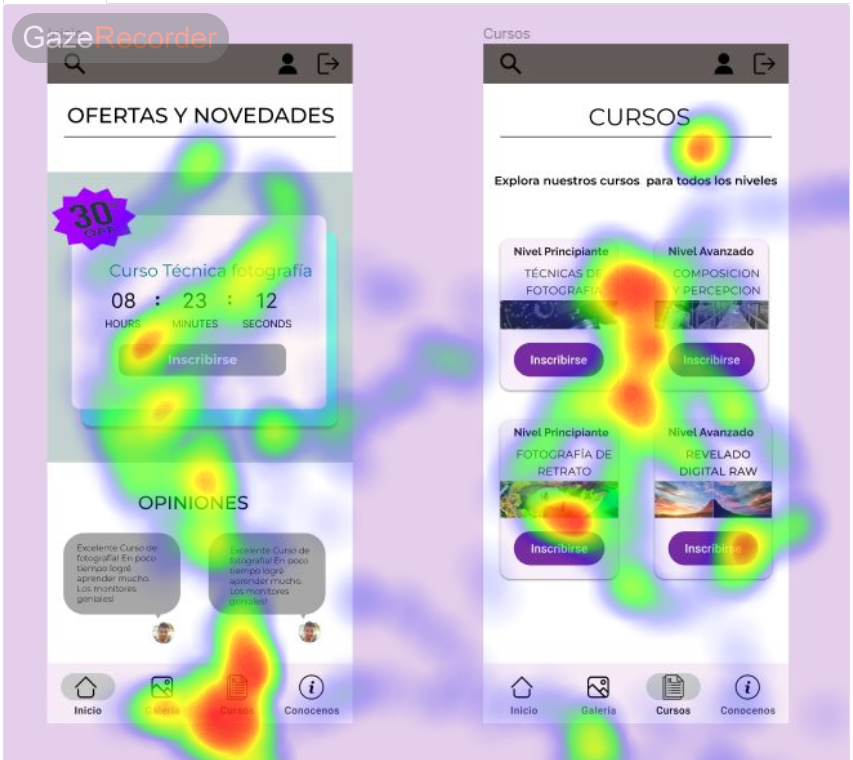 GazeRecorder
Inicio
OFERTAS Y NOVEDADES
30
OFF
Curso Técnica fotografía
08 : 23 : 12
HOURS MINUTES SECONDS
Inscribirse
OPINIONES
Excelente Curso de
fotografía! En poco
tiempo logré
aprender mucho.
Los monitores
geniales!
Excelente Curso de
fotografía! En poco
tiempo logré
aprender mucho.
Los monitores
geniales!
Inicio Galeria Cursos Conocenos
Cursos
CURSOS
Explora nuestros cursos para todos los niveles
Nivel Principiante
TÉCNICAS DE
FOTOGRAFIA
Inscribirse
Nivel Avanzado
COMPOSICION
Y PERCEPCION
Inscribirse
Nivel Principiante
FOTOGRAFÍA DE
RETRATO
Inscribirse
Nivel Avanzado
REVELADO
DIGITAL RAW
Inscribirse
Inicio Galeria Cursos Conocenos